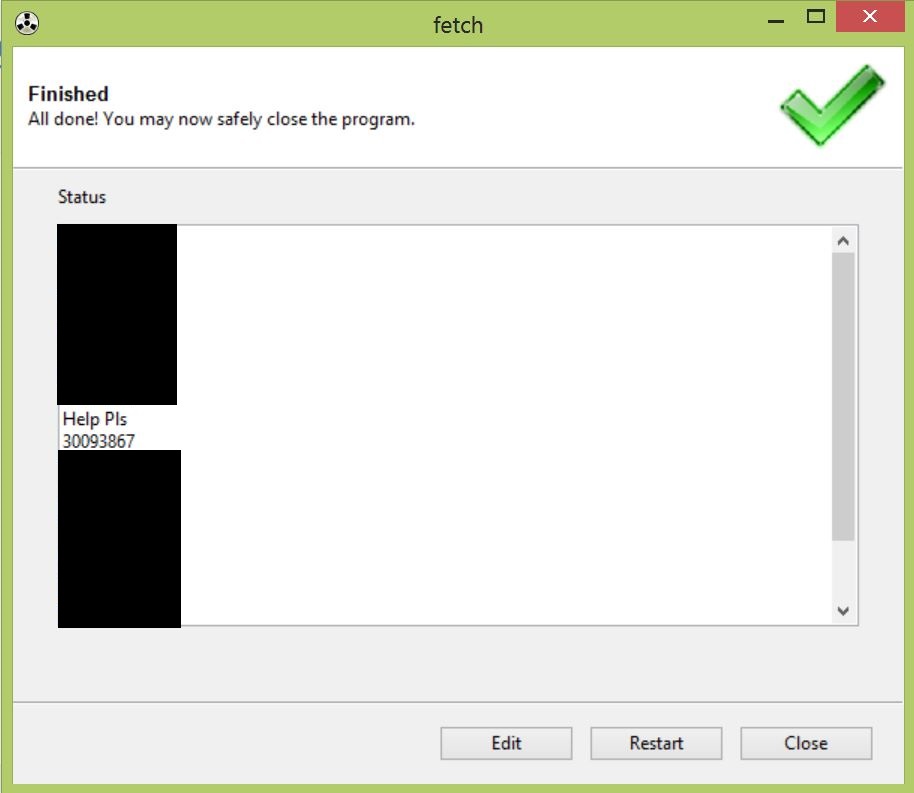 fetch
Finished
All done! You may now safely close the program.
Status
Help Pls
30093867
Edit
Restart
Close